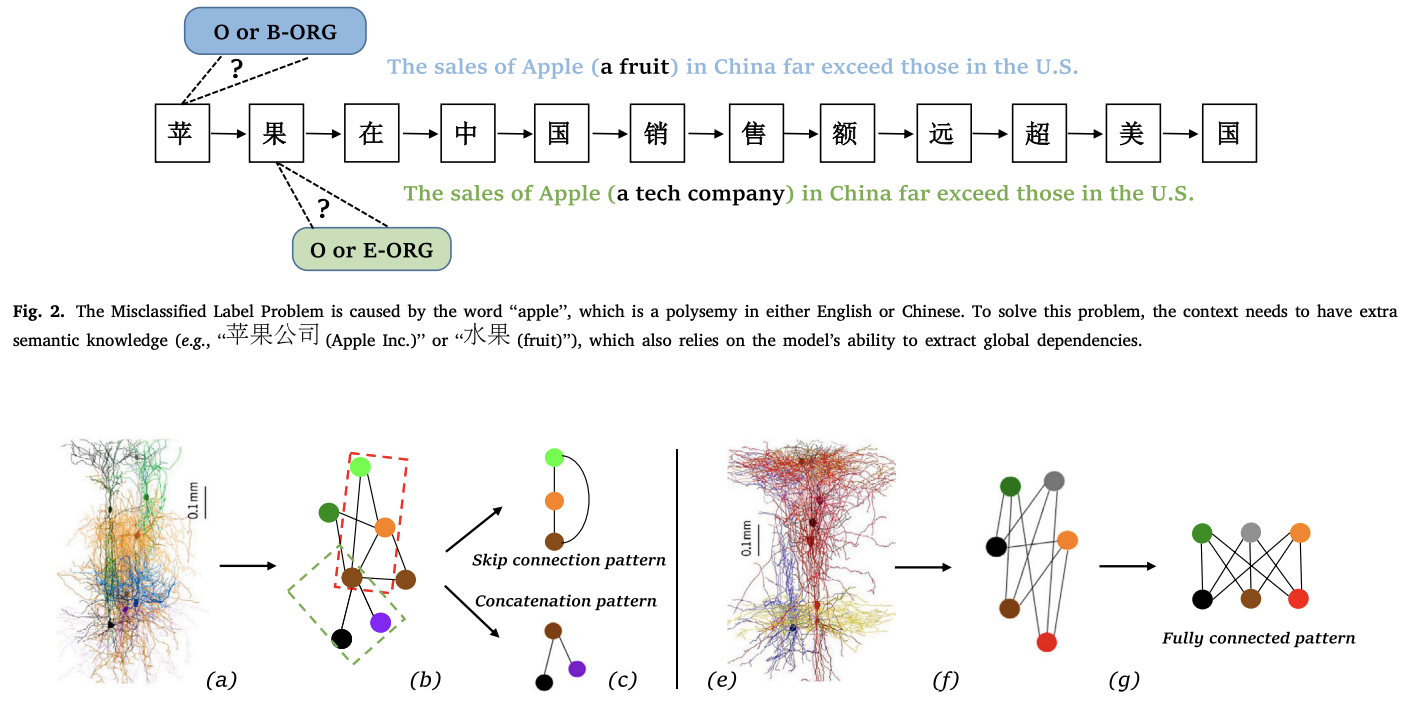 O or B-ORG
?
The sales of Apple (a fruit) in China far exceed those in the U.S.
苹 果 在 中 国 销 售 额 远 超 美 国
The sales of Apple (a tech company) in China far exceed those in the U.S.
?
O or E-ORG
Fig. 2. The Misclassified Label Problem is caused by the word “apple”, which is a polysemy in either English or Chinese. To solve this problem, the context needs to have extra
semantic knowledge (e.g., “苹果公司 (Apple Inc.)” or “水果 (fruit)”), which also relies on the model’s ability to extract global dependencies.
0.1mm
Skip connection pattern
Concatenation pattern
(a)
(b)
(c)
0.1mm
Fully connected pattern
(e)
(f)
(g)